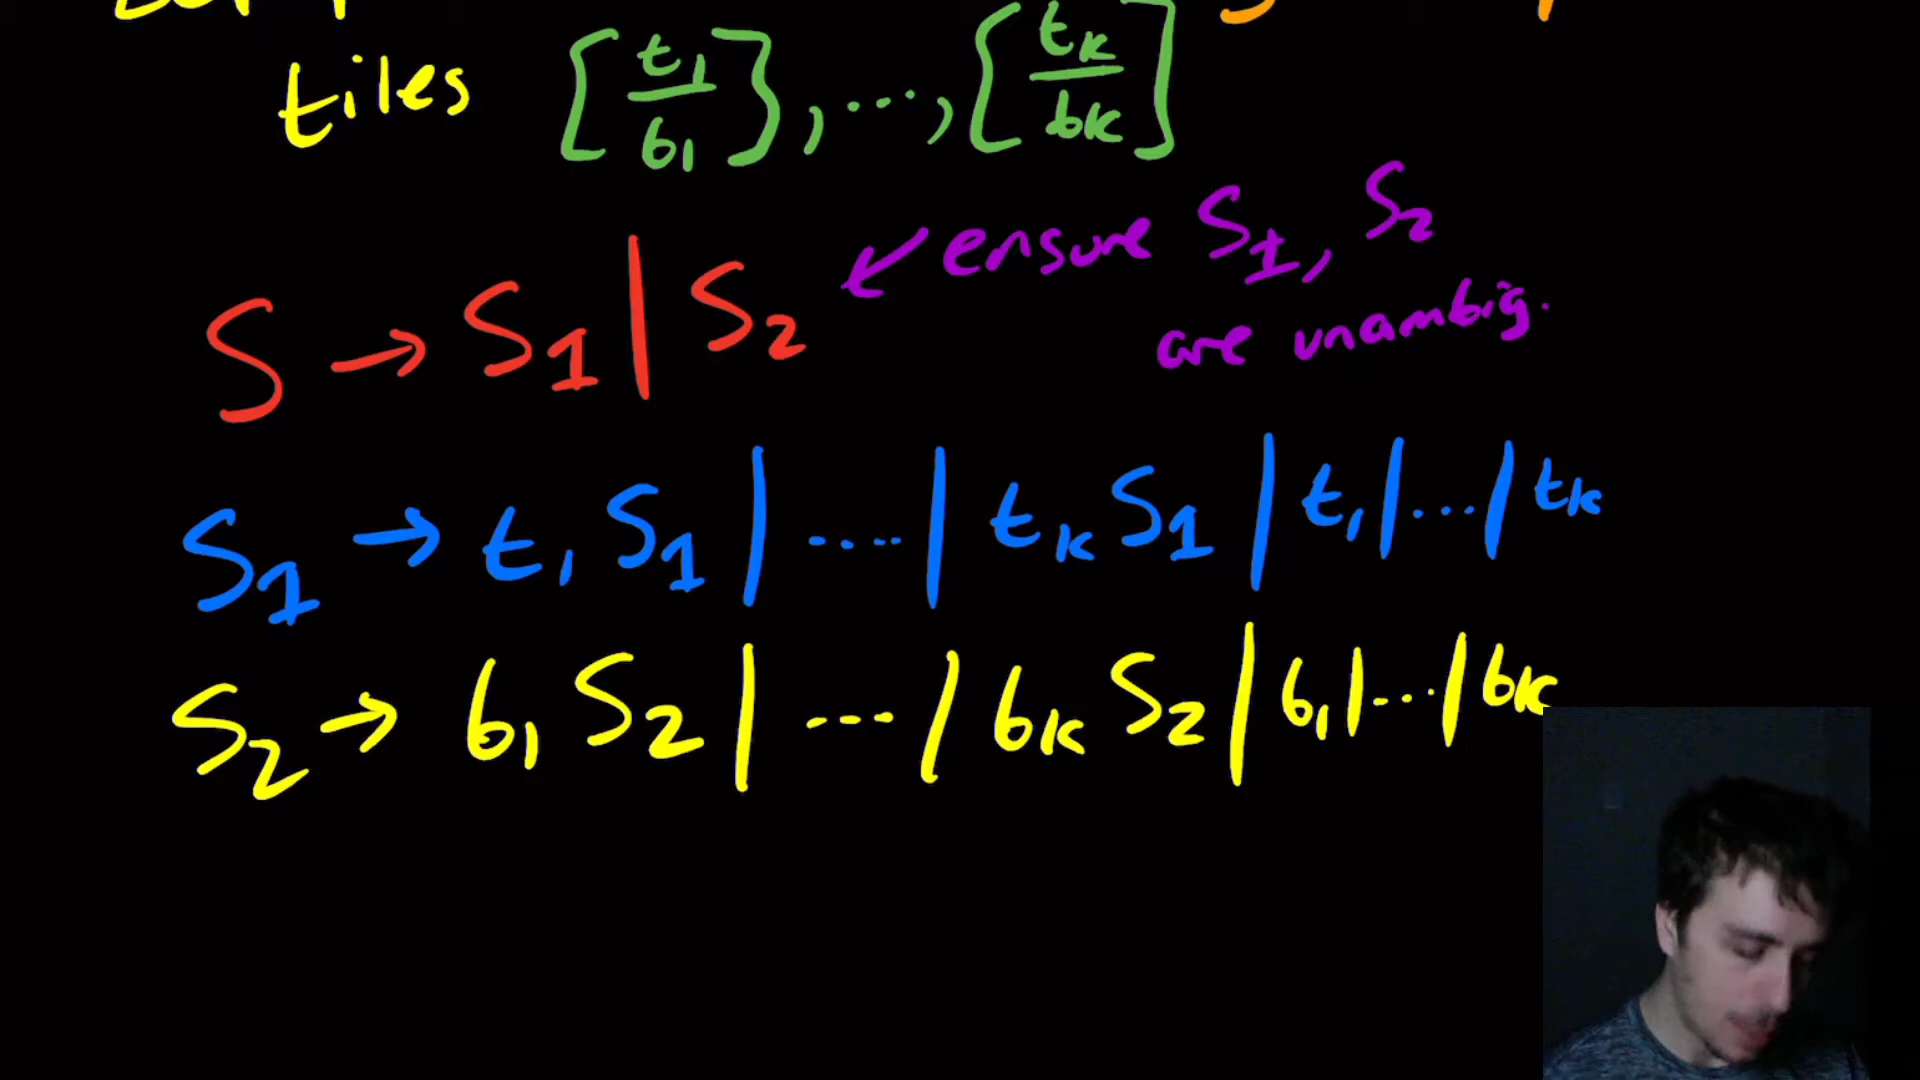 tiles [t1/b1], ..., [tk/bk]
ensure S1, S2
are unambig.
S → S1 | S2
S1 → t1 S1 | .... | tk S1 | t1 | ... | tk
S2 → b1 S2 | --- | bk S2 | b1 | ... | bk